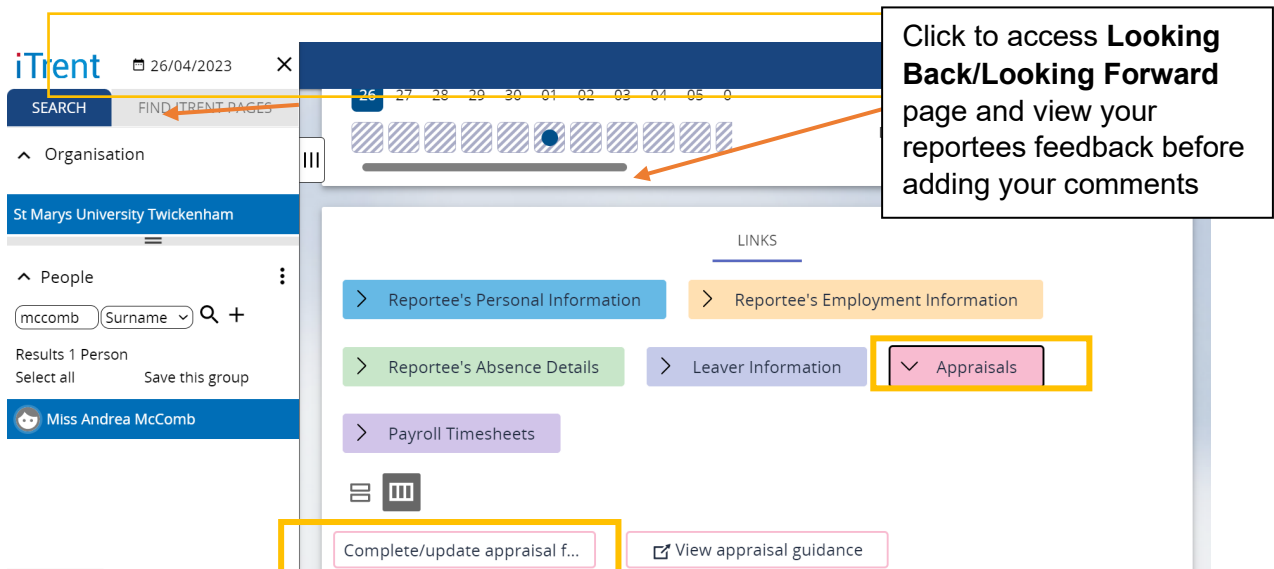 Click to access Looking
Back/Looking Forward
page and view your
reportees feedback before
adding your comments
iTrent 26/04/2023
SEARCH FIND ITRENT PAGES
26 27 28 29 30 01 02 03 04 05 0
Organisation
St Marys University Twickenham
People
mccomb Surname
Results 1 Person
Select all Save this group
Miss Andrea McComb
LINKS
Reportee's Personal Information Reportee's Employment Information
Reportee's Absence Details Leaver Information Appraisals
Payroll Timesheets
Complete/update appraisal f... View appraisal guidance